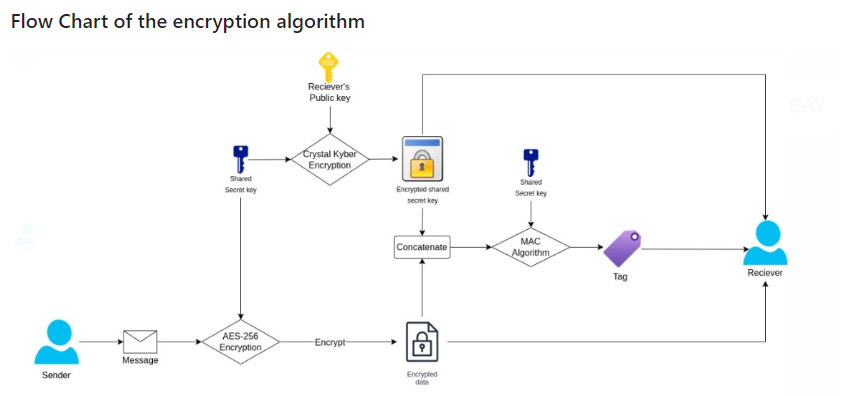 Flow Chart of the encryption algorithm
DAY
Reciever's
Public key
Crystal Kyber
Encryption
Shared
Secret key
Encrypted shared
secret key
Shared
Secret key
Concatenate
MAC
Algorithm
Tag
Reciever
AES-256
Encryption
Encrypt
Message
Sender
Encrypted
data